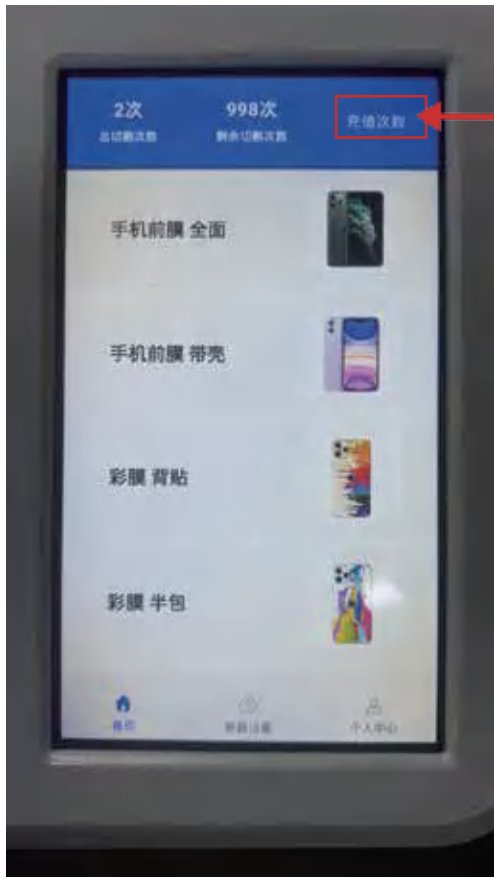 2次
998次
充值次数
总切割次数
剩余切割次数
手机前膜 全面
手机前膜 带壳
彩膜 背贴
彩膜 半包
首页
个人中心